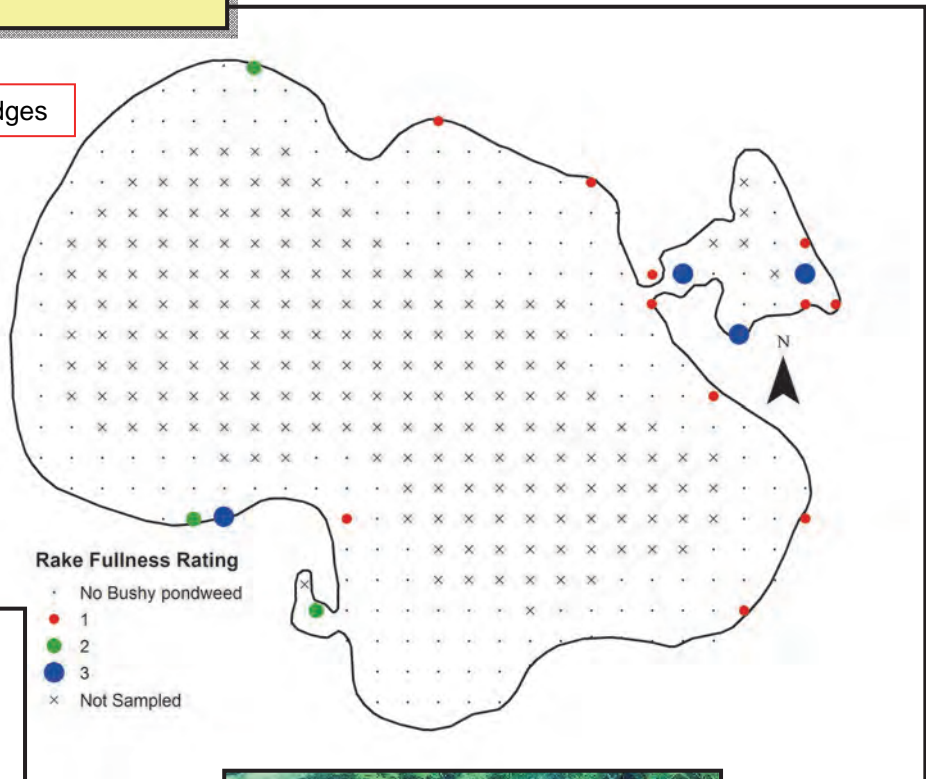 dges
N
Rake Fullness Rating
No Bushy pondweed
1
2
3
Not Sampled